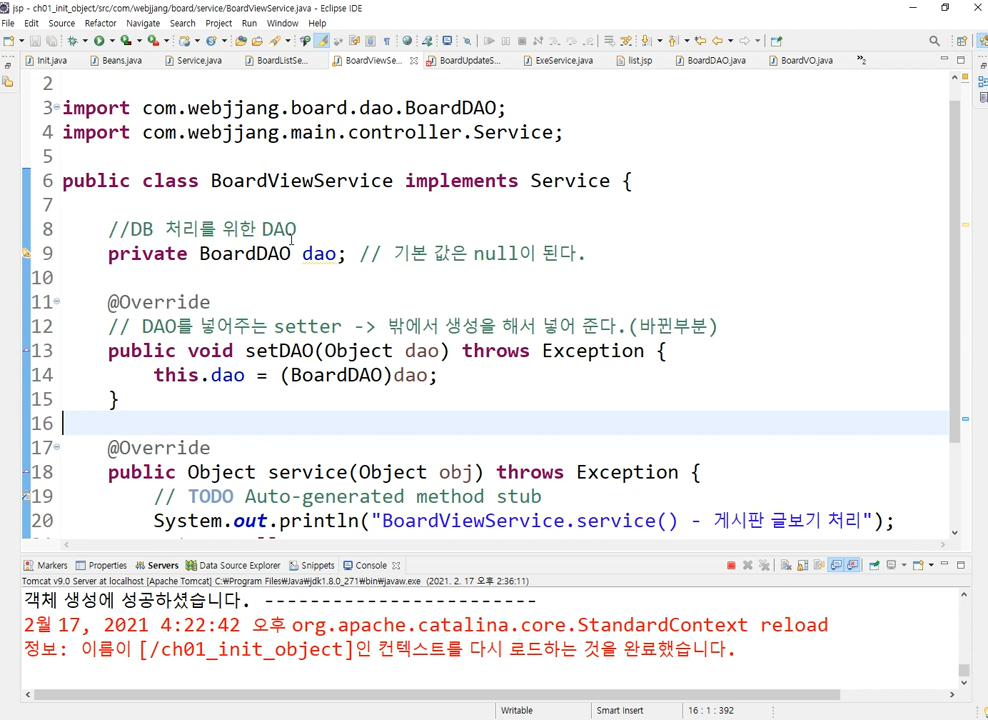 jsp - ch01_init_object/src/com/webjjang/board/service/BoardViewService.java - Eclipse IDE
File Edit Source Refactor Navigate Search Project Run Window Help
Init.java Beans.java Service.java BoardListSe... BoardViewSe... BoardUpdateS... ExeService.java list.jsp BoardDAO.java BoardVO.java »2
2
3 import com.webjjang.board.dao.BoardDAO;
4 import com.webjjang.main.controller.Service;
5
6 public class BoardViewService implements Service {
7
8 //DB 처리를 위한 DAO
9 private BoardDAO dao; // 기본 값은 null이 된다.
10
11 @Override
12 // DAO를 넣어주는 setter -> 밖에서 생성을 해서 넣어 준다.(바뀐부분)
13 public void setDAO(Object dao) throws Exception {
14 this.dao = (BoardDAO)dao;
15 }
16
17 @Override
18 public Object service(Object obj) throws Exception {
19 // TODO Auto-generated method stub
20 System.out.println("BoardViewService.service() - 게시판 글보기 처리");
Markers Properties Servers Data Source Explorer Snippets Console
Tomcat v9.0 Server at localhost [Apache Tomcat] C:₩Program Files₩Java₩jdk1.8.0_271₩bin₩javaw.exe (2021. 2. 17 오후 2:36:11)
객체 생성에 성공하셨습니다. ------------------------
2월 17, 2021 4:22:42 오후 org.apache.catalina.core.StandardContext reload
정보: 이름이 [/ch01_init_object]인 컨텍스트를 다시 로드하는 것을 완료했습니다.
Writable Smart Insert 16 : 1 : 392